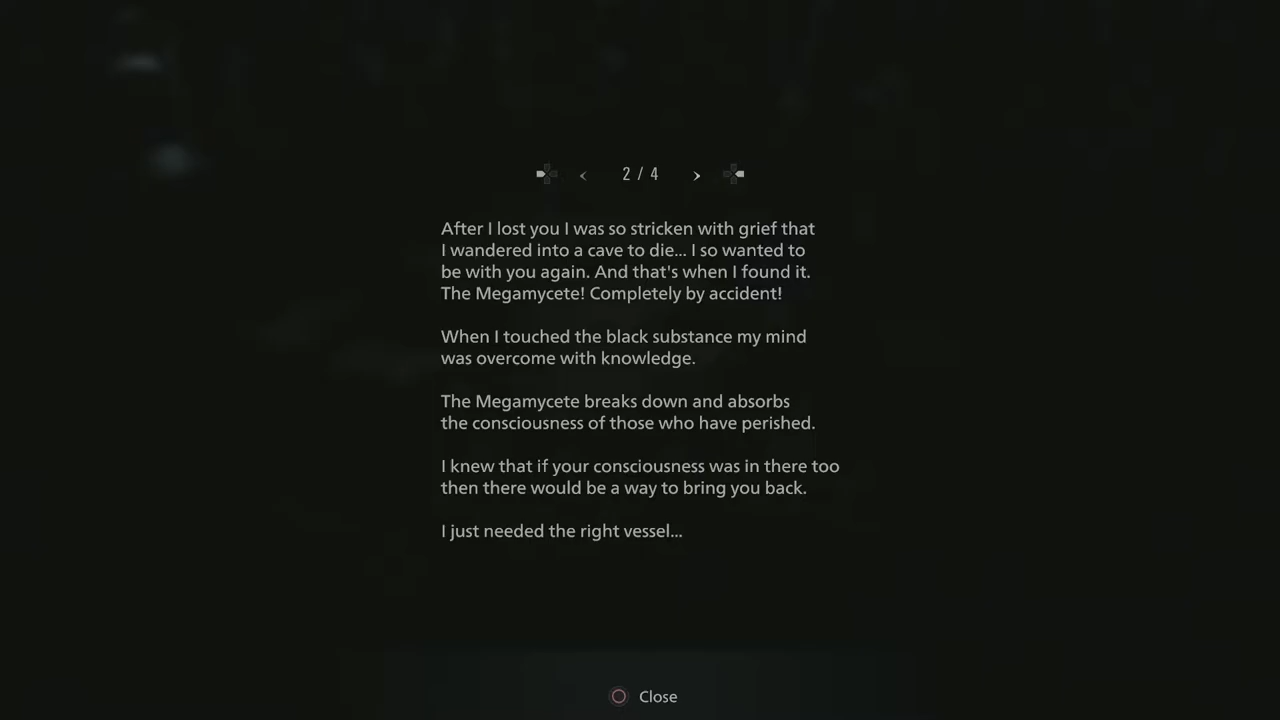 2 / 4
After I lost you I was so stricken with grief that
I wandered into a cave to die... I so wanted to
be with you again. And that's when I found it.
The Megamycete! Completely by accident!
When I touched the black substance my mind
was overcome with knowledge.
The Megamycete breaks down and absorbs
the consciousness of those who have perished.
I knew that if your consciousness was in there too
then there would be a way to bring you back.
I just needed the right vessel...
Close